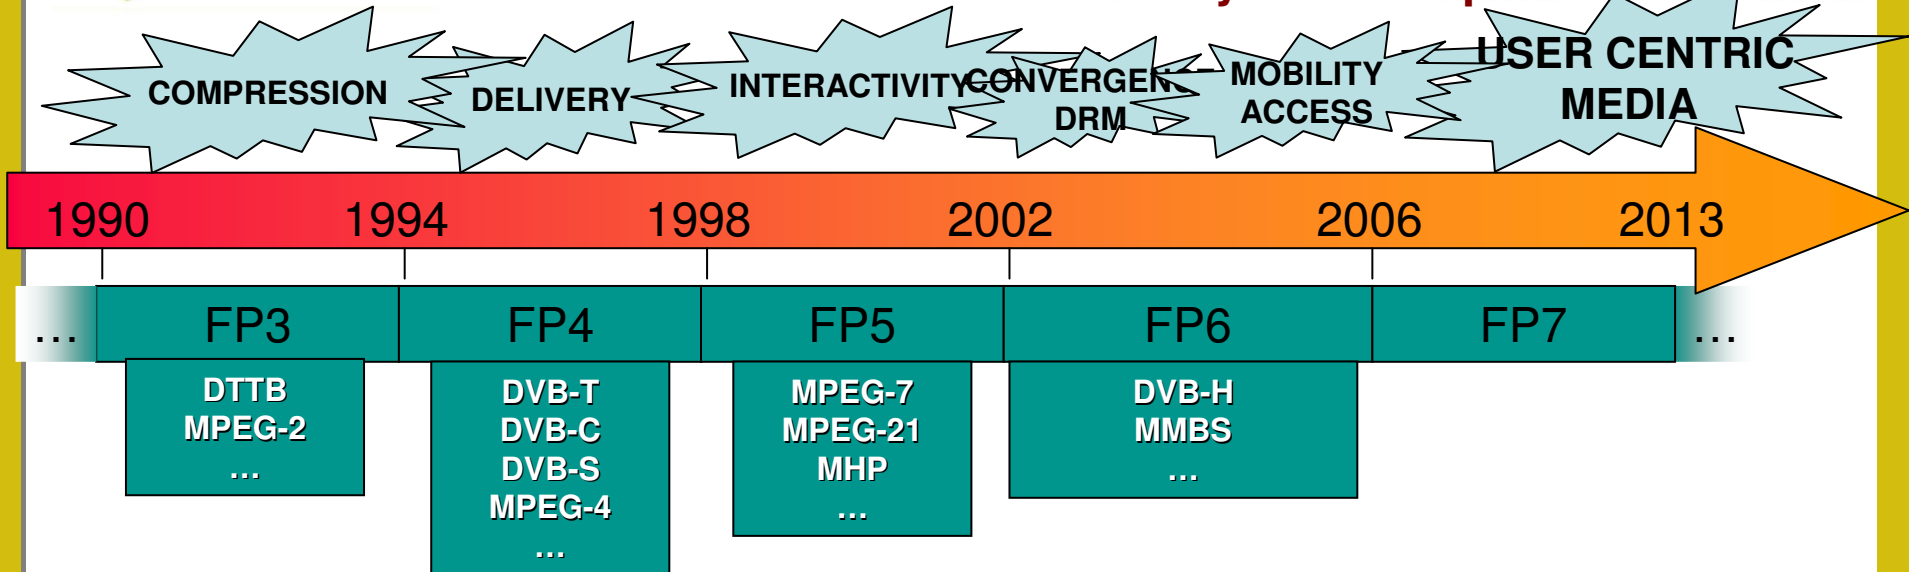 COMPRESSION
DELIVERY
INTERACTIVITY
DRM
MOBILITY
ACCESS
USER CENTRIC
MEDIA
1990
1994
1998
2002
2006
2013
...
FP3
FP4
FP5
FP6
FP7
...
DTTB
MPEG-2
...
DVB-T
DVB-C
DVB-S
MPEG-4
...
MPEG-7
MPEG-21
MHP
...
DVB-H
MMBS
...